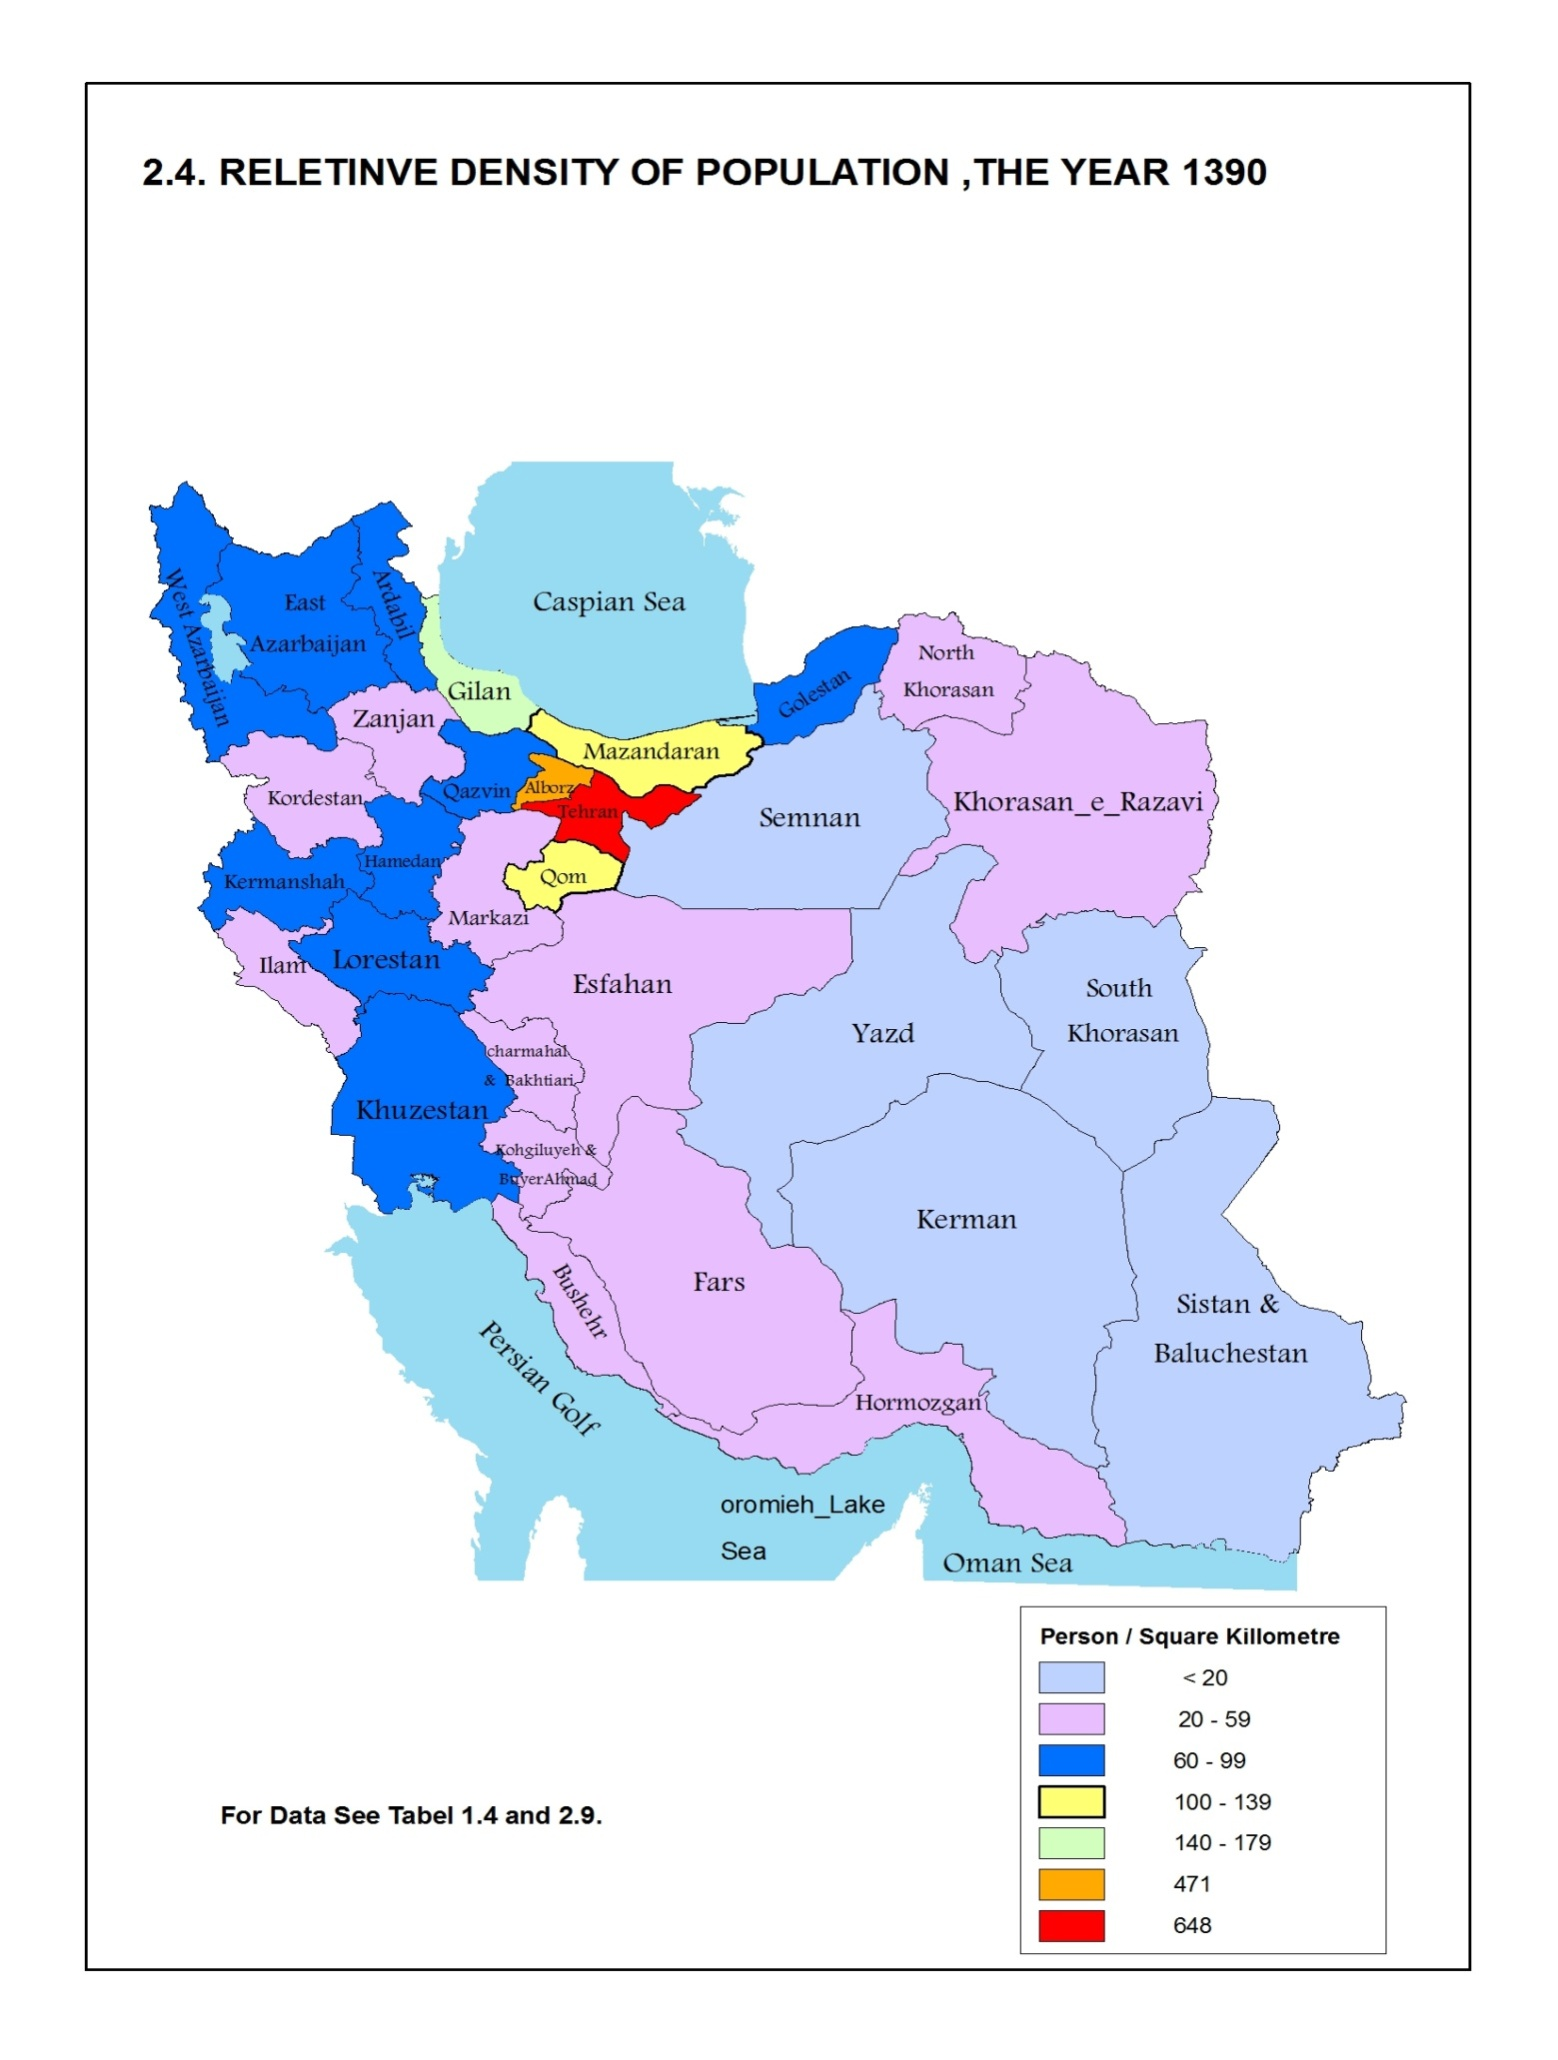 2.4. RELETINVE DENSITY OF POPULATION ,THE YEAR 1390
Caspian Sea
West Azarbaijan
East
Azarbaijan
Ardabil
Gilan
Zanjan
Golestan
North
Khorasan
Mazandaran
Kordestan
Qazvin
Alborz
Tehran
Semnan
Khorasan_e_Razavi
Hamedan
Kermanshah
Qom
Markazi
Ilam
Lorestan
Esfahan
South
Khorasan
Yazd
charmahal
& Bakhtiari
Khuzestan
Kohgiluyeh &
BuyerAhmad
Kerman
Fars
Bushehr
Sistan &
Baluchestan
Persian Golf
Hormozgan
oromieh_Lake
Sea
Oman Sea
Person / Square Killometre
< 20
20 - 59
60 - 99
100 - 139
140 - 179
471
648
For Data See Tabel 1.4 and 2.9.